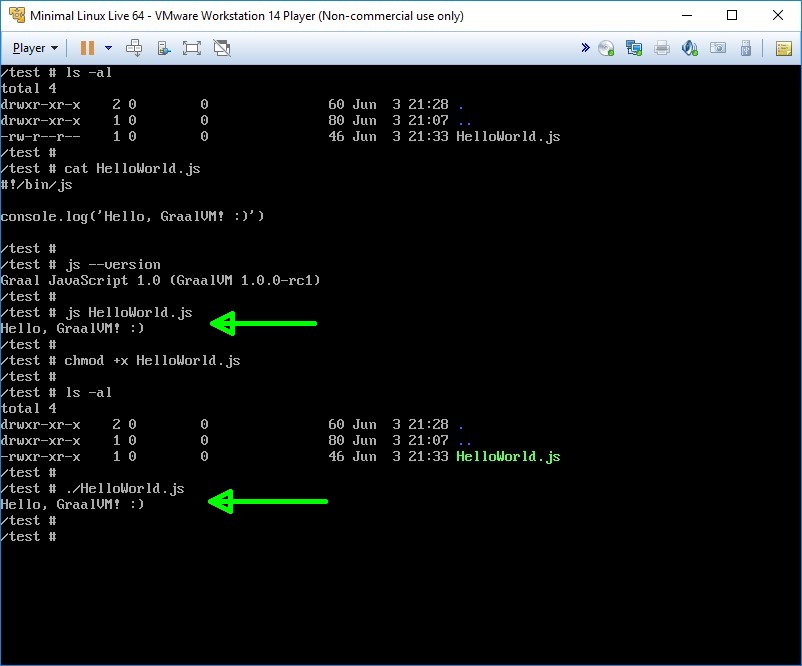 Minimal Linux Live 64 - VMware Workstation 14 Player (Non-commercial use only)
Player
/test # ls -al
total 4
drwxr-xr-x    2 0        0               60 Jun  3 21:28 .
drwxr-xr-x    1 0        0               80 Jun  3 21:07 ..
-rw-r--r--    1 0        0               46 Jun  3 21:33 HelloWorld.js
/test #
/test # cat HelloWorld.js
#!/bin/js
console.log('Hello, GraalVM! :)')
/test #
/test # js --version
Graal JavaScript 1.0 (GraalVM 1.0.0-rc1)
/test #
/test # js HelloWorld.js
Hello, GraalVM! :)
/test #
/test # chmod +x HelloWorld.js
/test #
/test # ls -al
total 4
drwxr-xr-x    2 0        0               60 Jun  3 21:28 .
drwxr-xr-x    1 0        0               80 Jun  3 21:07 ..
-rwxr-xr-x    1 0        0               46 Jun  3 21:33 HelloWorld.js
/test #
/test # ./HelloWorld.js
Hello, GraalVM! :)
/test #
/test #